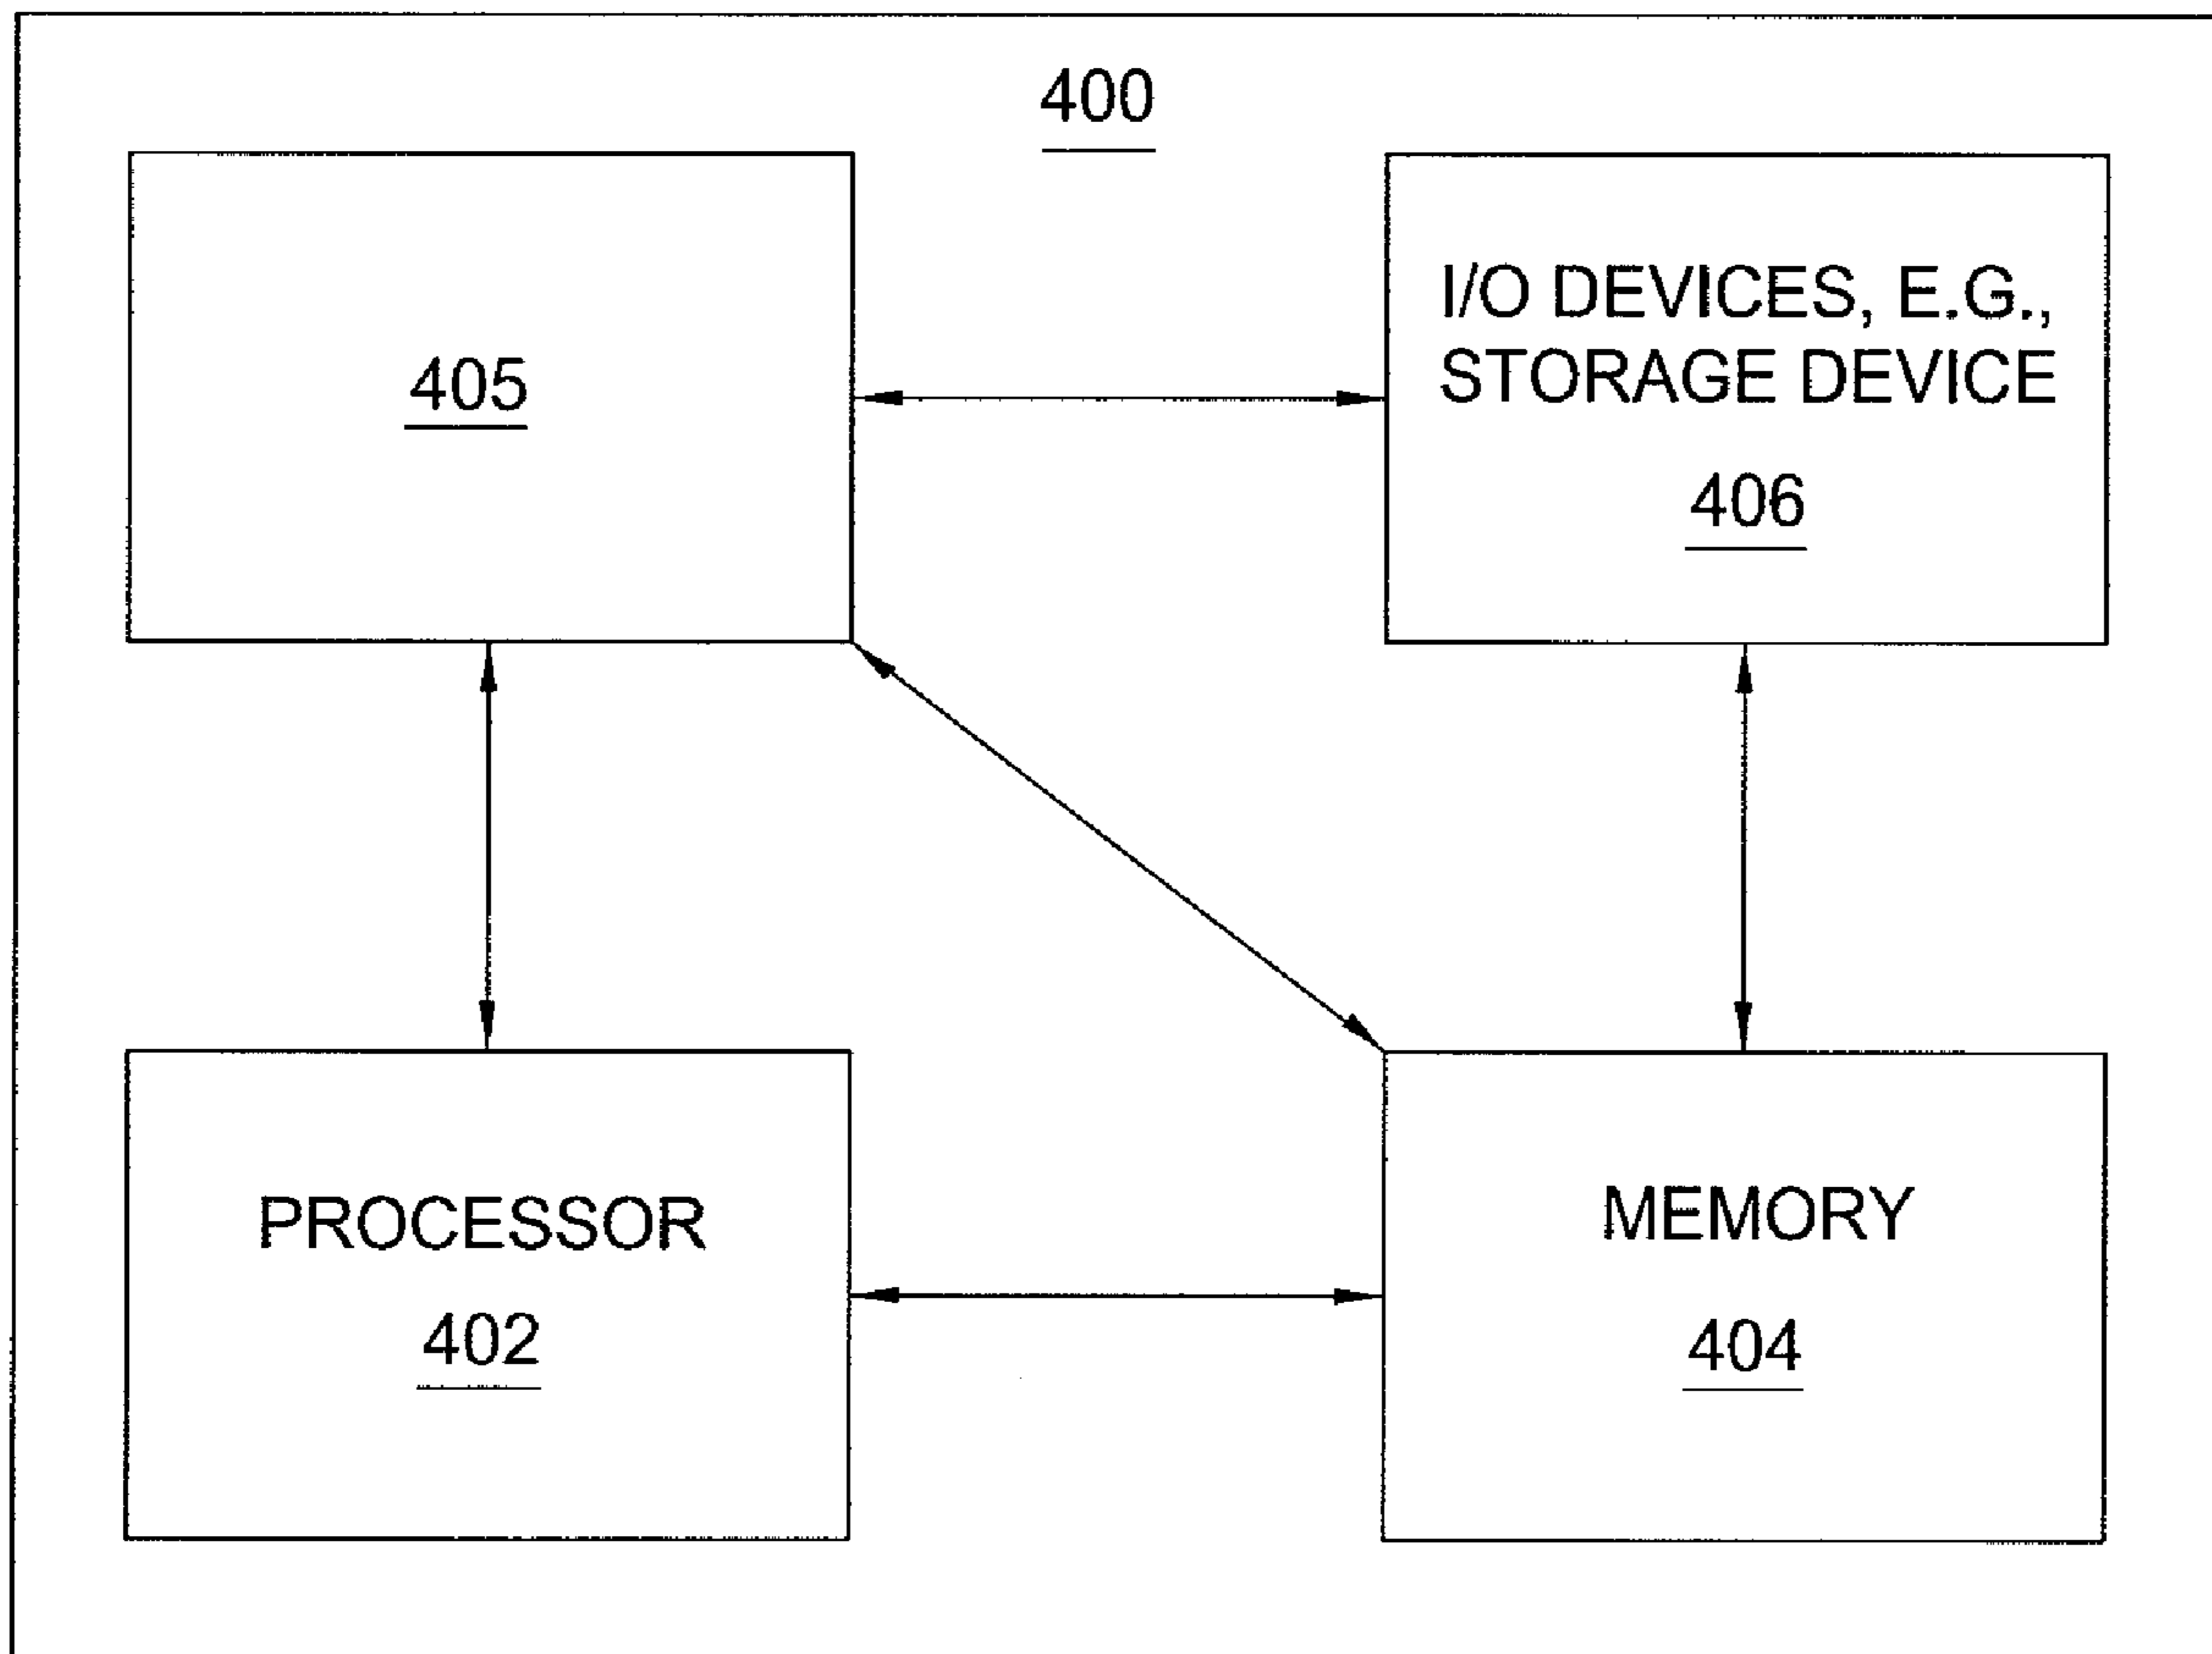 400
405
I/O DEVICES, E.G.,
STORAGE DEVICE
406
PROCESSOR
402
MEMORY
404